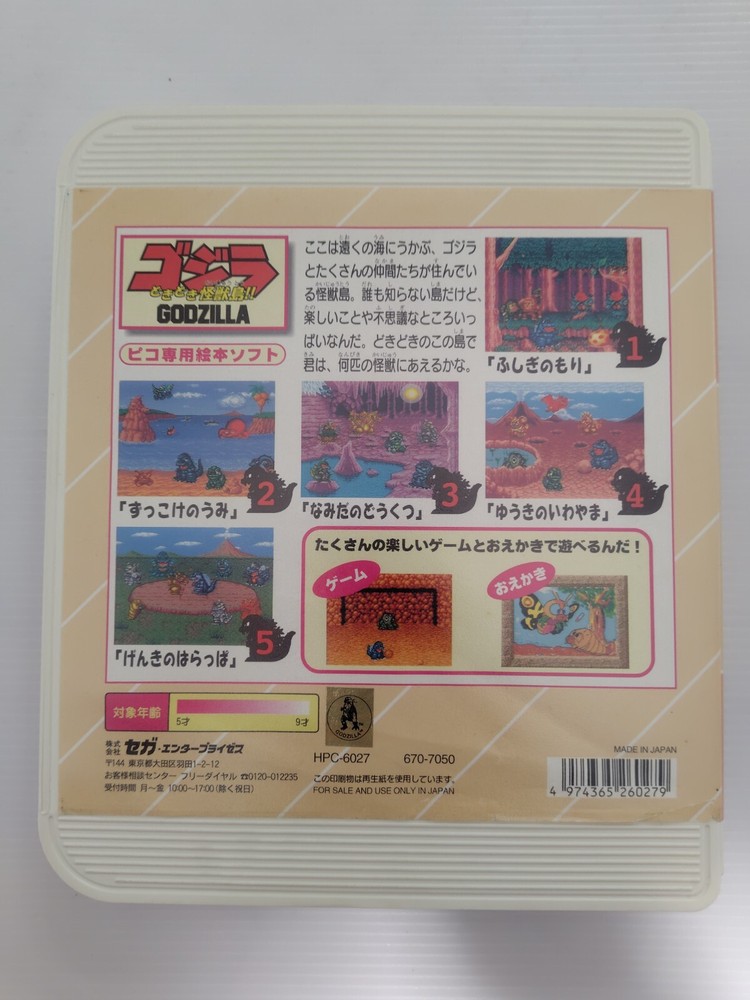 ゴジラ
どきどき怪獣島!!
GODZILLA
ピコ専用絵本ソフト
ここは遠くの海にうかぶ、ゴジラ
とたくさんの仲間たちが住んでい
る怪獣島。誰も知らない島だけど、
楽しいことや不思議なところいっ
ぱいなんだ。どきどきのこの島で
君は、何匹の怪獣にあえるかな。
1
「ふしぎのもり」
2
「ずっこけのうみ」
3
「なみだのどうくつ」
4
「ゆうきのいわやま」
5
「げんきのはらっぱ」
たくさんの楽しいゲームとおえかきで遊べるんだ!
ゲーム
おえかき
対象年齢
5才
9才
株式会社 セガ・エンタープライゼス
〒144 東京都大田区羽田1-2-12
お客様相談センター フリーダイヤル ☎0120-012235
受付時間 月〜金 10:00〜17:00(除く祝日)
GODZILLA
HPC-6027
670-7050
この印刷物は再生紙を使用しています。
FOR SALE AND USE ONLY IN JAPAN
MADE IN JAPAN
4 974365 260279